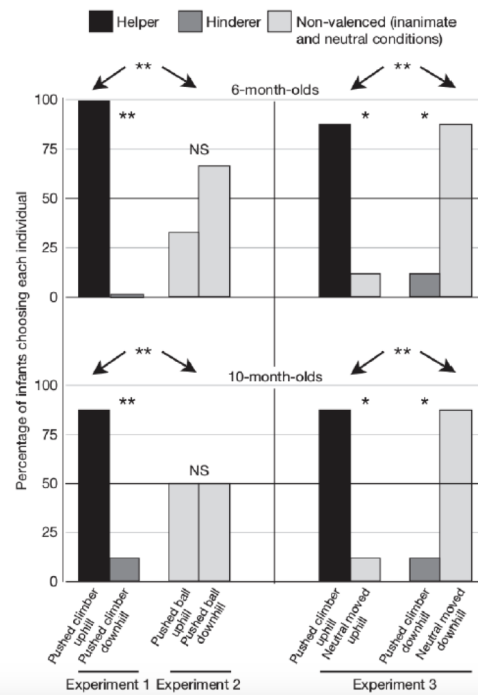 Helper
Hinderer
Non-valenced (inanimate
and neutral conditions)
**
**
6-month-olds
100
75
50
25
0
**
NS
*
*
**
**
10-month-olds
100
75
50
25
0
**
NS
*
*
Percentage of infants choosing each individual
Pushed climber
uphill
Pushed climber
downhill
Pushed ball
uphill
Pushed ball
downhill
Pushed climber
uphill
Neutral moved
uphill
Pushed climber
downhill
Neutral moved
downhill
Experiment 1
Experiment 2
Experiment 3